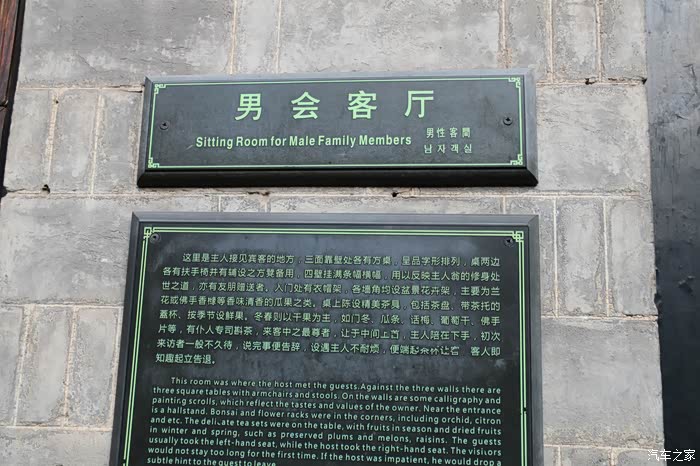 男会客厅
Sitting Room for Male Family Members
男性客間
남자객실
这里是主人接见宾客的地方，三面靠壁处各有方桌，呈品字形排列，桌两边
各有扶手椅并有辅设之方凳备用，四壁挂满条幅横幅，用以反映主人翁的修身处
世之道，亦有友朋赠送者。入门处有衣帽架，各墙角均设盆景花卉架，主要为兰
花或佛手香橼等香味清香的瓜果之类。桌上陈设精美茶具，包括茶盘、带茶托的
盖杯、按季节设鲜果。冬春则以干果为主，如门冬、瓜条、话梅、葡萄干、佛手
片等，有仆人专司斟茶，来客中之最尊者，让于中间上首，主人陪在下手，初次
来访者一般不久待，说完事便告辞，设遇主人不耐烦，便端起茶杯让客，客人即
知趣起立告退。
This room was where the host met the guests.Against the three walls there are
three square tables with armchairs and stools. On the walls are some calligraphy and
painting scrolls, which reflect the tastes and values of the owner. Near the entrance
is a hallstand. Bonsai and flower racks were in the corners, including orchid, citron
and etc. The delicate tea sets were on the table, with fruits in season and dried fruits
in winter and spring, such as preserved plums and melons, raisins. The guests
usually took the left-hand seat, while the host took the right-hand seat. The visitors
would not stay too long for the first time. If the host was impatient, he would drop a
subtle hint to the guest to leave.
汽车之家